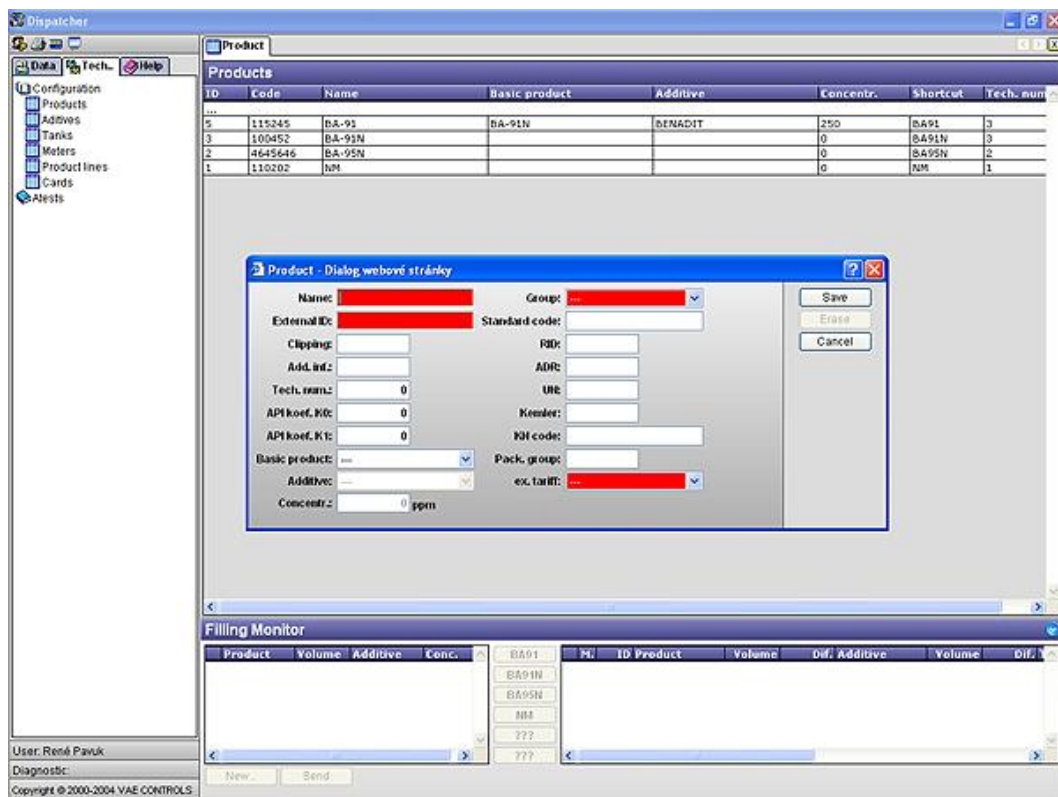 Dispatcher
Data Tech.. Help
Configuration
Products
Aditives
Tanks
Meters
Product lines
Cards
Atests
User: René Pavuk
Diagnostic:
Copyright © 2000-2004 VAE CONTROLS
Product
Products
ID Code Name Basic product Additive Concentr. Shortcut Tech. num
...
5 115245 BA-91 BA-91N BENADIT 250 BA91 3
3 100452 BA-91N 0 BA91N 3
2 4645646 BA-95N 0 BA95N 2
1 110202 NM 0 NM 1
Product - Dialog webové stránky
Name: Group: ---
External ID: Standard code:
Clipping: RID:
Add. inf.: ADR:
Tech. num.: 0 UN:
API koef. K0: 0 Kemler:
API koef. K1: 0 KH code:
Basic product: --- Pack. group:
Additive: --- ex. tariff: ---
Concentr.: 0 ppm
Save
Erase
Cancel
Filling Monitor
Product Volume Additive Conc.
BA91
BA91N
BA95N
NM
???
???
M. ID Product Volume Dif. Additive Volume Dif.
New.. Send